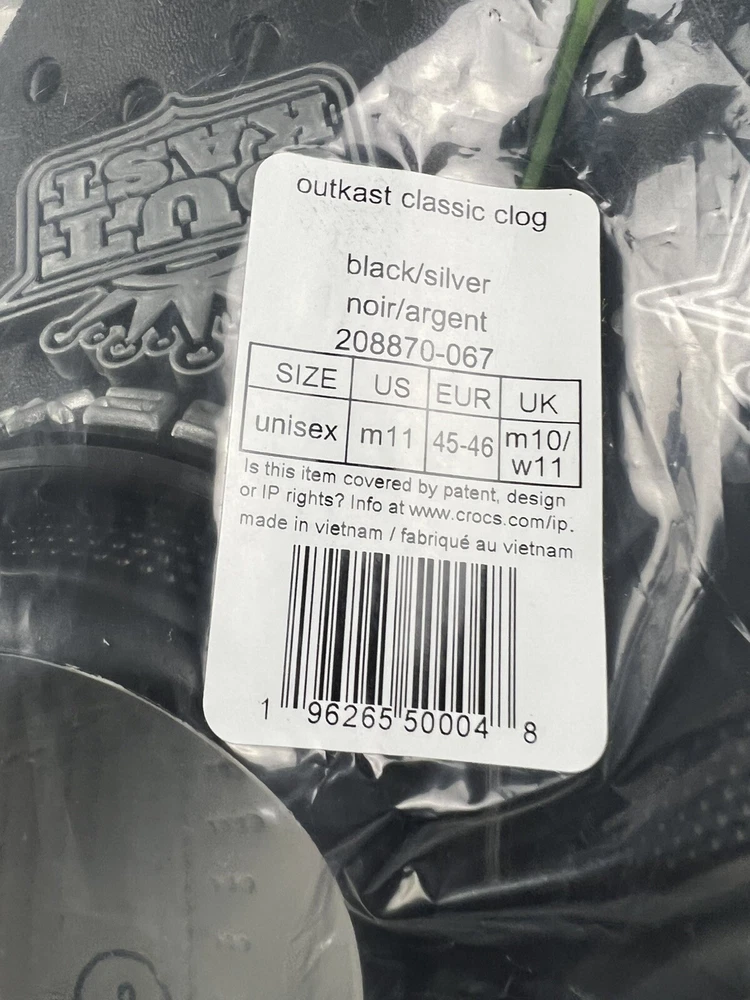 OUT
KAST
outkast classic clog
black/silver
noir/argent
208870-067
SIZE US EUR UK
unisex m11 45-46 m10/
w11
Is this item covered by patent, design
or IP rights? Info at www.crocs.com/ip.
made in vietnam / fabriqué au vietnam
1 96265 50004 8